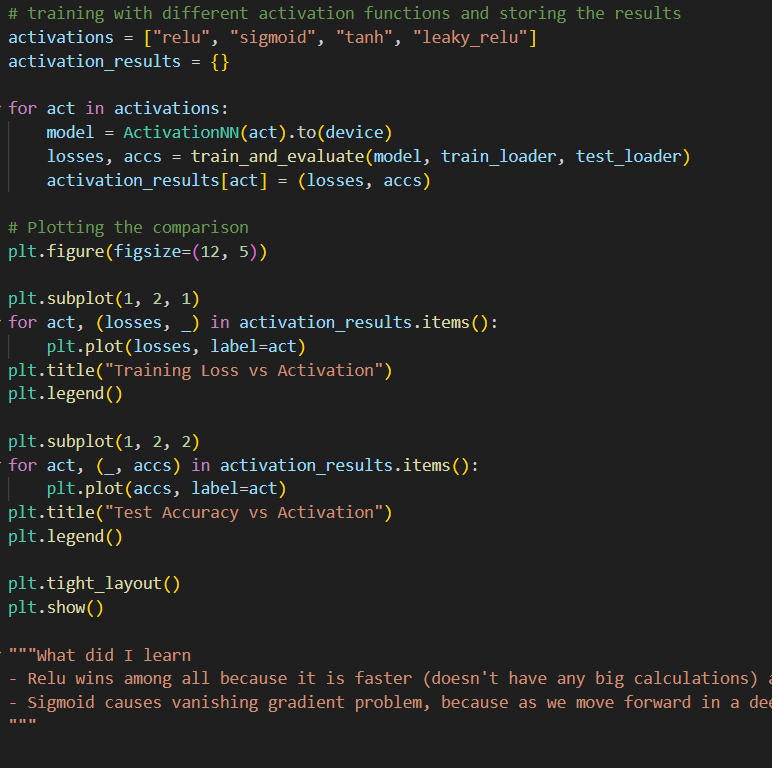 # training with different activation functions and storing the results
activations = ["relu", "sigmoid", "tanh", "leaky_relu"]
activation_results = {}

for act in activations:
    model = ActivationNN(act).to(device)
    losses, accs = train_and_evaluate(model, train_loader, test_loader)
    activation_results[act] = (losses, accs)

# Plotting the comparison
plt.figure(figsize=(12, 5))

plt.subplot(1, 2, 1)
for act, (losses, _) in activation_results.items():
    plt.plot(losses, label=act)
plt.title("Training Loss vs Activation")
plt.legend()

plt.subplot(1, 2, 2)
for act, (_, accs) in activation_results.items():
    plt.plot(accs, label=act)
plt.title("Test Accuracy vs Activation")
plt.legend()

plt.tight_layout()
plt.show()

"""What did I learn
- Relu wins among all because it is faster (doesn't have any big calculations)
- Sigmoid causes vanishing gradient problem, because as we move forward in a
"""